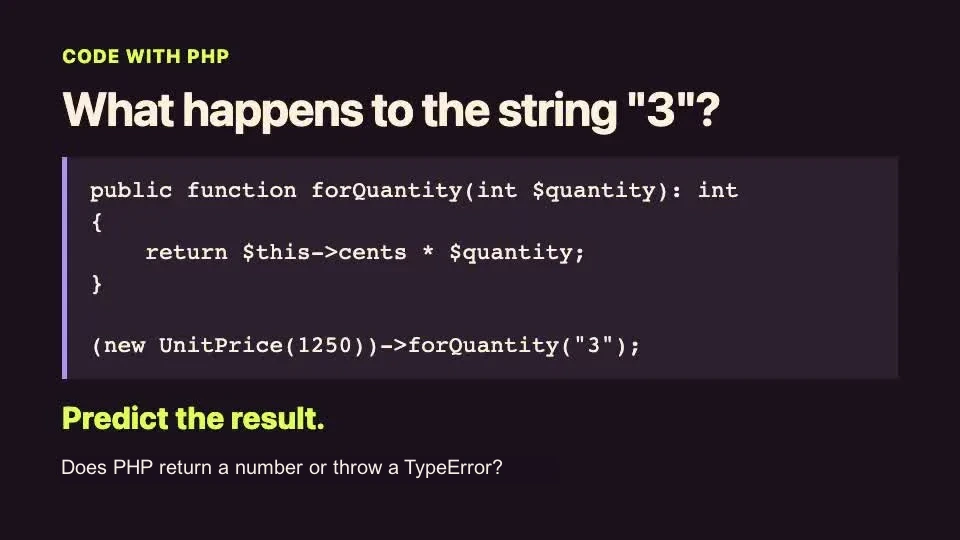 CODE WITH PHP
What happens to the string "3"?
public function forQuantity(int $quantity): int
{
    return $this->cents * $quantity;
}

(new UnitPrice(1250))->forQuantity("3");
Predict the result.
Does PHP return a number or throw a TypeError?